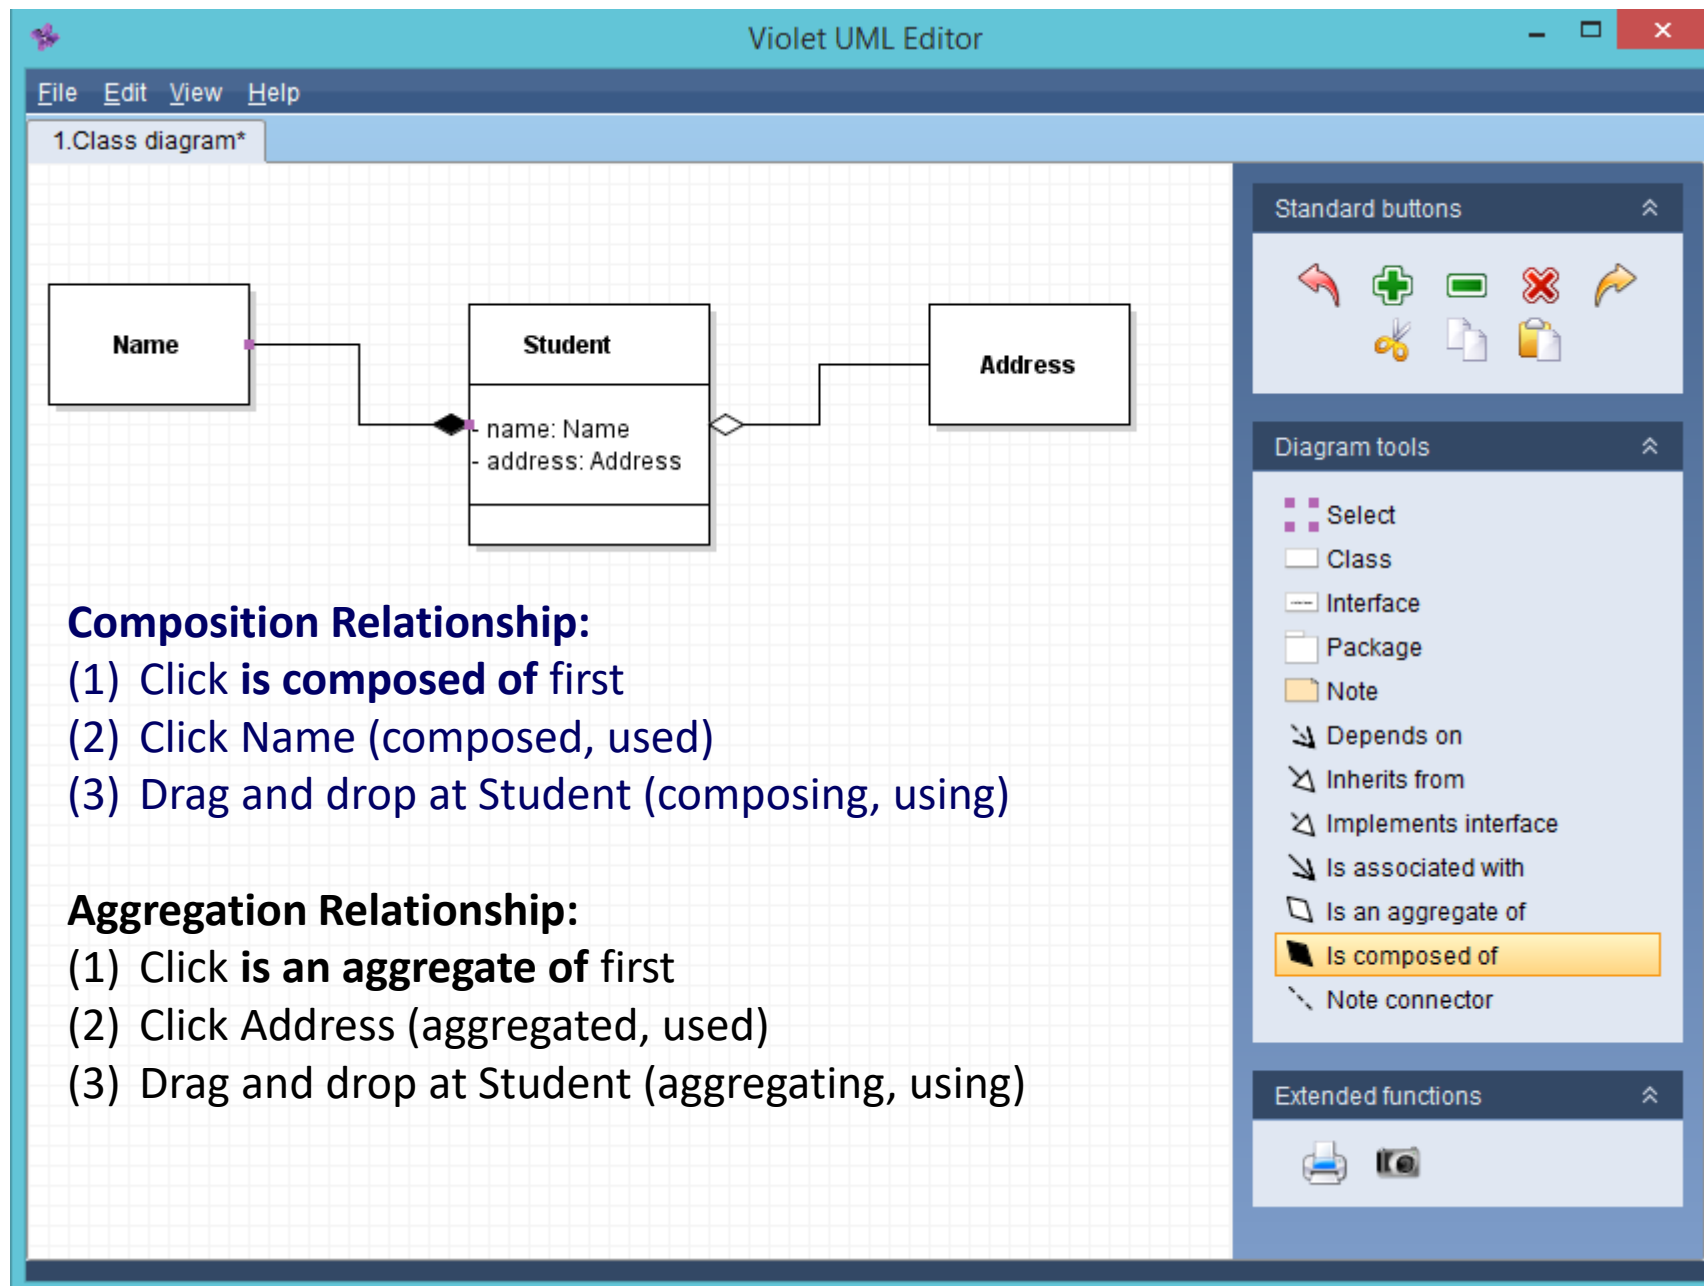 Violet UML Editor
File Edit View Help
1.Class diagram*
Name
Student
- name: Name
- address: Address
Address
Composition Relationship:
(1) Click is composed of first
(2) Click Name (composed, used)
(3) Drag and drop at Student (composing, using)
Aggregation Relationship:
(1) Click is an aggregate of first
(2) Click Address (aggregated, used)
(3) Drag and drop at Student (aggregating, using)
Standard buttons
Diagram tools
Select
Class
Interface
Package
Note
Depends on
Inherits from
Implements interface
Is associated with
Is an aggregate of
Is composed of
Note connector
Extended functions